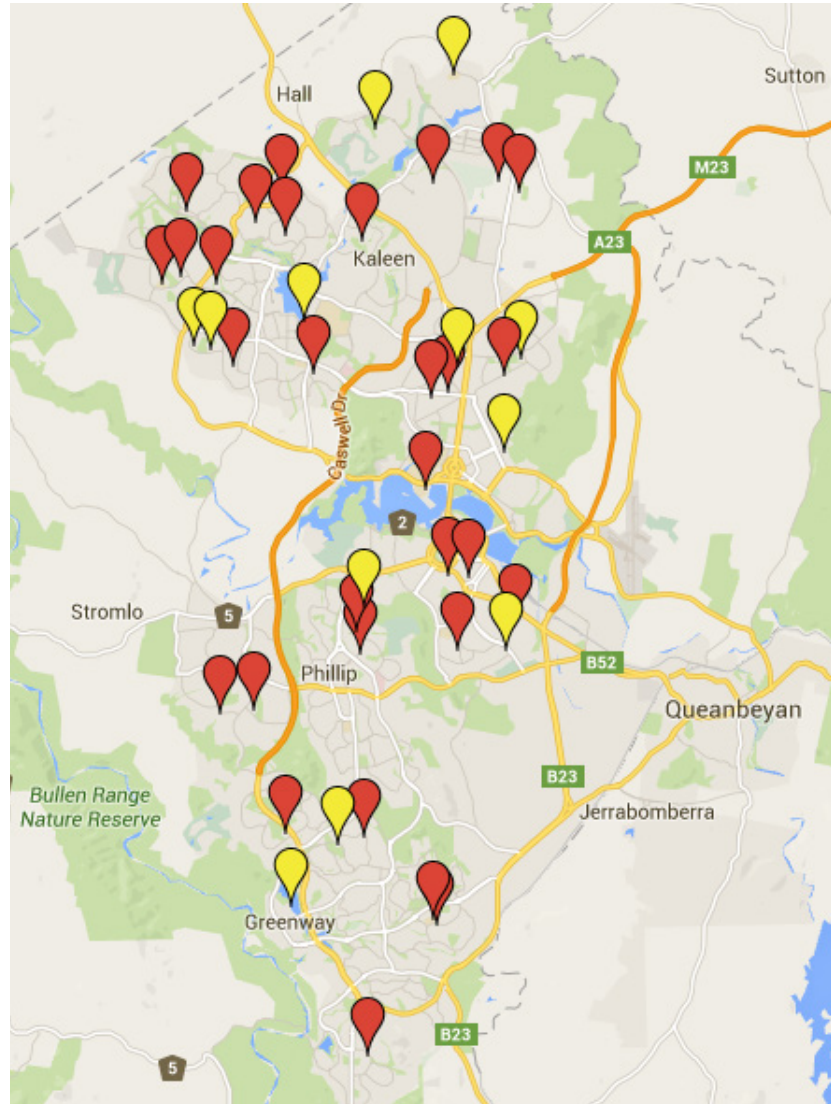 Sutton
Hall
M23
A23
Kaleen
Caswell Dr
2
Stromlo
5
Phillip
B52
Queanbeyan
B23
Bullen Range
Nature Reserve
Jerrabomberra
Greenway
B23
5